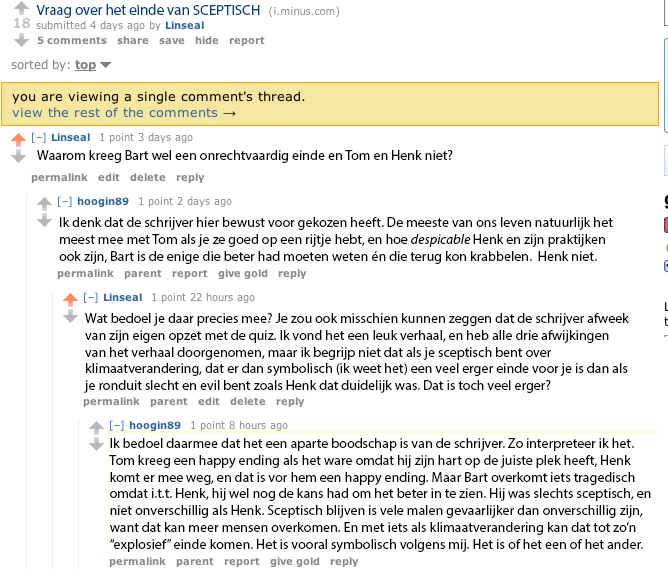 Vraag over het einde van SCEPTISCH (i.minus.com)
18
submitted 4 days ago by Linseal
5 comments share save hide report
sorted by: top
you are viewing a single comment's thread.
view the rest of the comments →
[–] Linseal 1 point 3 days ago
Waarom kreeg Bart wel een onrechtvaardig einde en Tom en Henk niet?
permalink edit delete reply
[–] hoogin89 1 point 2 days ago
Ik denk dat de schrijver hier bewust voor gekozen heeft. De meeste van ons leven natuurlijk het
meest mee met Tom als je ze goed op een rijtje hebt, en hoe despicable Henk en zijn praktijken
ook zijn, Bart is de enige die beter had moeten weten én die terug kon krabbelen. Henk niet.
permalink parent report give gold reply
[–] Linseal 1 point 22 hours ago
Wat bedoel je daar precies mee? Je zou ook misschien kunnen zeggen dat de schrijver afweek
van zijn eigen opzet met de quiz. Ik vond het een leuk verhaal, en heb alle drie afwijkingen
van het verhaal doorgenomen, maar ik begrijp niet dat als je sceptisch bent over
klimaatverandering, dat er dan symbolisch (ik weet het) een veel erger einde voor je is dan als
je ronduit slecht en evil bent zoals Henk dat duidelijk was. Dat is toch veel erger?
permalink parent edit delete reply
[–] hoogin89 1 point 8 hours ago
Ik bedoel daarmee dat het een aparte boodschap is van de schrijver. Zo interpreteer ik het.
Tom kreeg een happy ending als het ware omdat hij zijn hart op de juiste plek heeft, Henk
komt er mee weg, en dat is vor hem een happy ending. Maar Bart overkomt iets tragedisch
omdat i.t.t. Henk, hij wel nog de kans had om het beter in te zien. Hij was slechts sceptisch, en
niet onverschillig als Henk. Sceptisch blijven is vele malen gevaarlijker dan onverschillig zijn,
want dat kan meer mensen overkomen. En met iets als klimaatverandering kan dat tot zo'n
“explosief” einde komen. Het is vooral symbolisch volgens mij. Het is of het een of het ander.
permalink parent report give gold reply